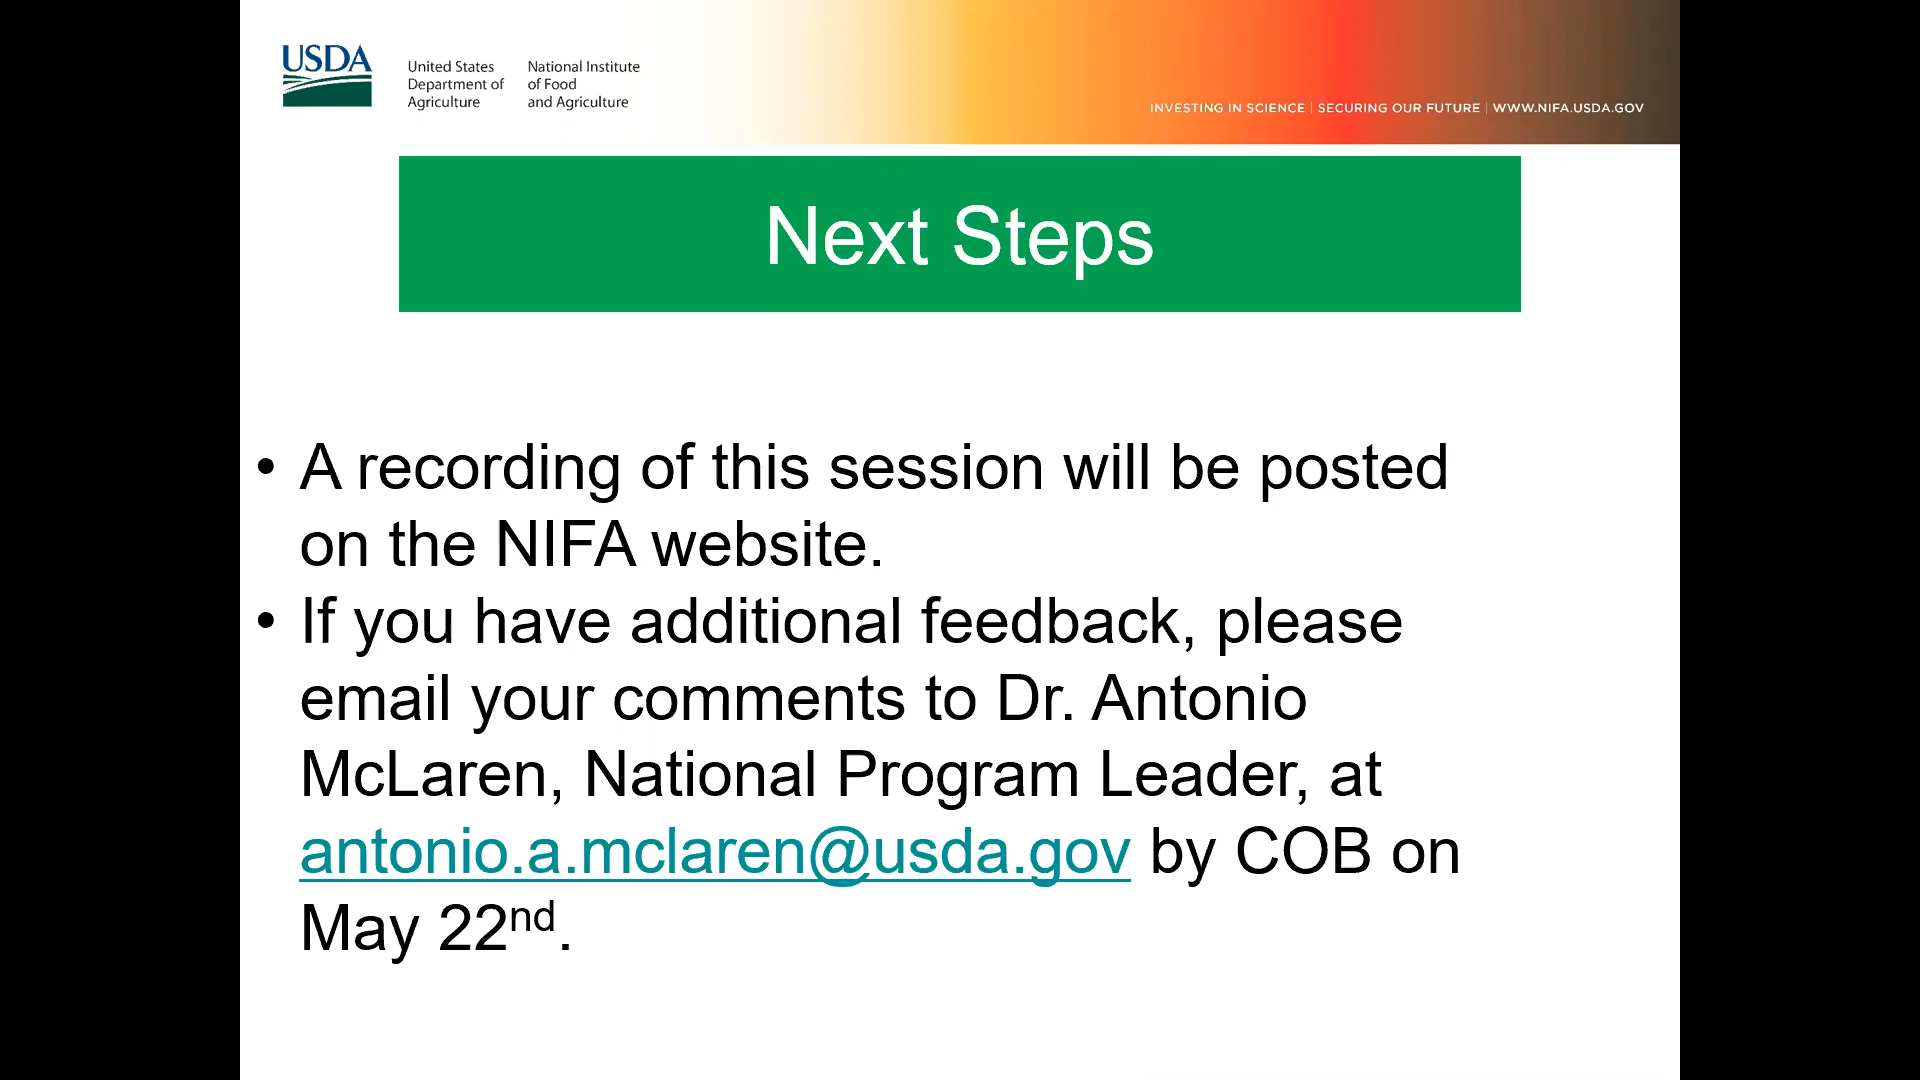 USDA
United States
Department of
Agriculture
National Institute
of Food
and Agriculture
INVESTING IN SCIENCE | SECURING OUR FUTURE | WWW.NIFA.USDA.GOV
Next Steps
• A recording of this session will be posted
on the NIFA website.
• If you have additional feedback, please
email your comments to Dr. Antonio
McLaren, National Program Leader, at
antonio.a.mclaren@usda.gov by COB on
May 22nd.